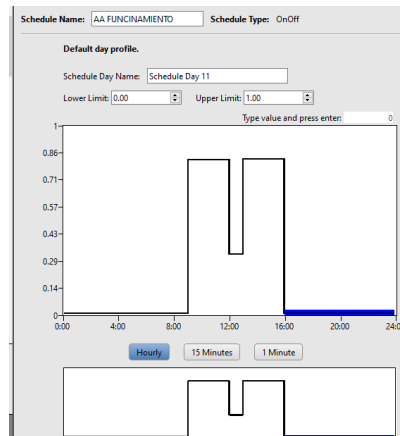 Schedule Name: AA FUNCINAMIENTO Schedule Type: OnOff
Default day profile.
Schedule Day Name: Schedule Day 11
Lower Limit: 0.00 Upper Limit: 1.00
Type value and press enter: 0
1
0.86
0.71
0.57
0.43
0.29
0.14
0
0:00 4:00 8:00 12:00 16:00 20:00 24:0
Hourly 15 Minutes 1 Minute